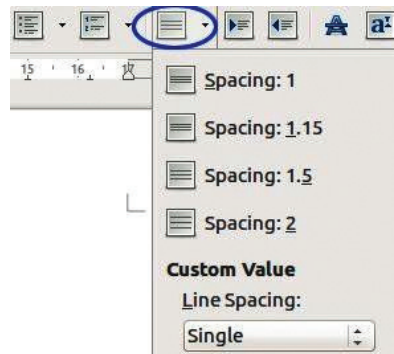 15 16 17
Spacing: 1
Spacing: 1.15
Spacing: 1.5
Spacing: 2
Custom Value
Line Spacing:
Single